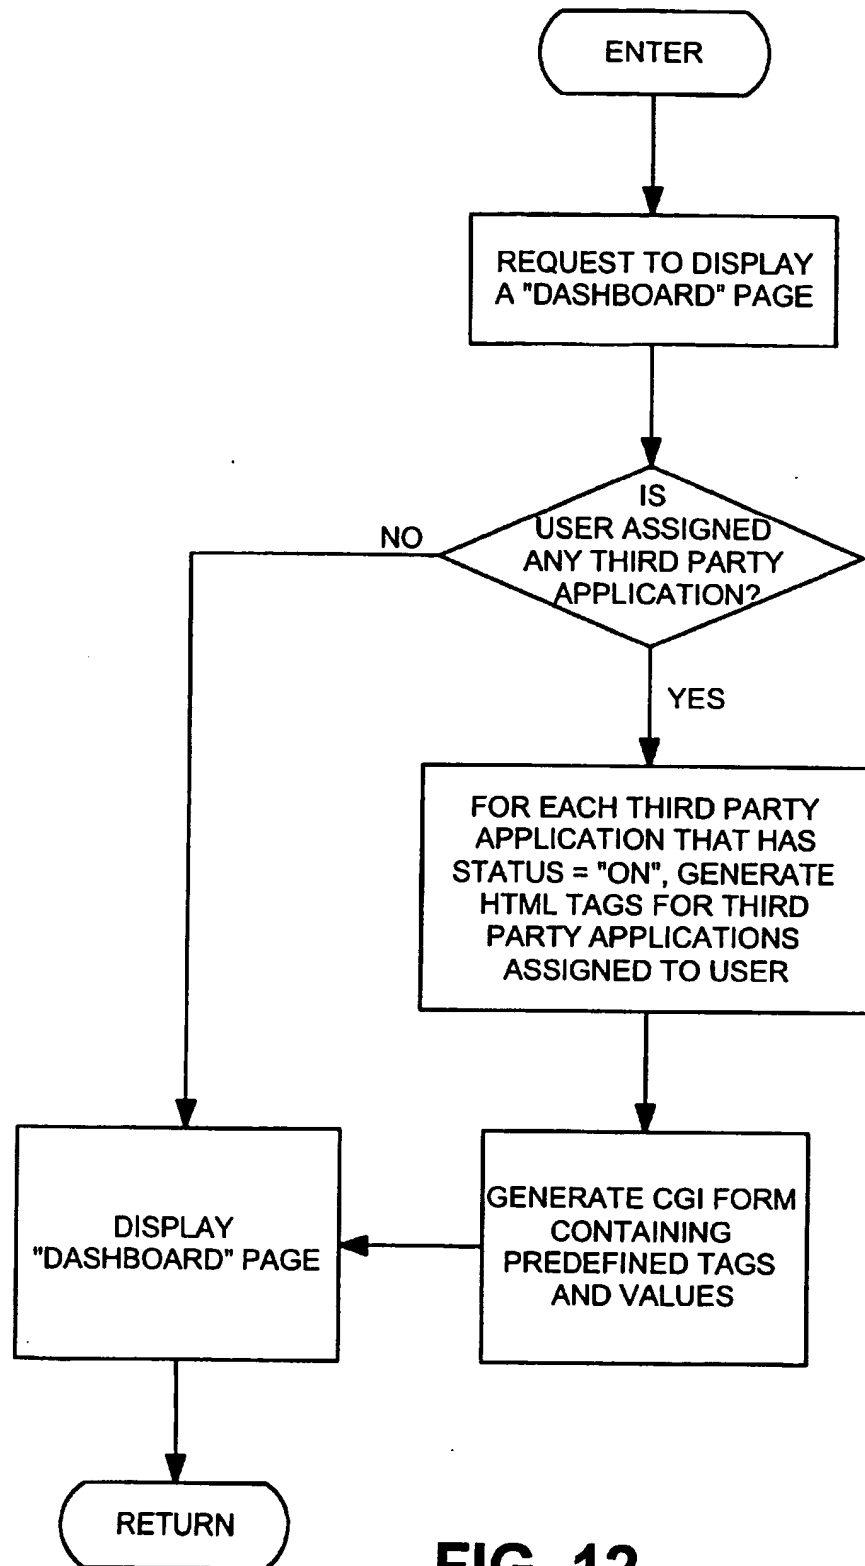 ENTER
REQUEST TO DISPLAY
A "DASHBOARD" PAGE
IS
USER ASSIGNED
ANY THIRD PARTY
APPLICATION?
NO
YES
FOR EACH THIRD PARTY
APPLICATION THAT HAS
STATUS = "ON", GENERATE
HTML TAGS FOR THIRD
PARTY APPLICATIONS
ASSIGNED TO USER
GENERATE CGI FORM
CONTAINING
PREDEFINED TAGS
AND VALUES
DISPLAY
"DASHBOARD" PAGE
RETURN
FIG. 12